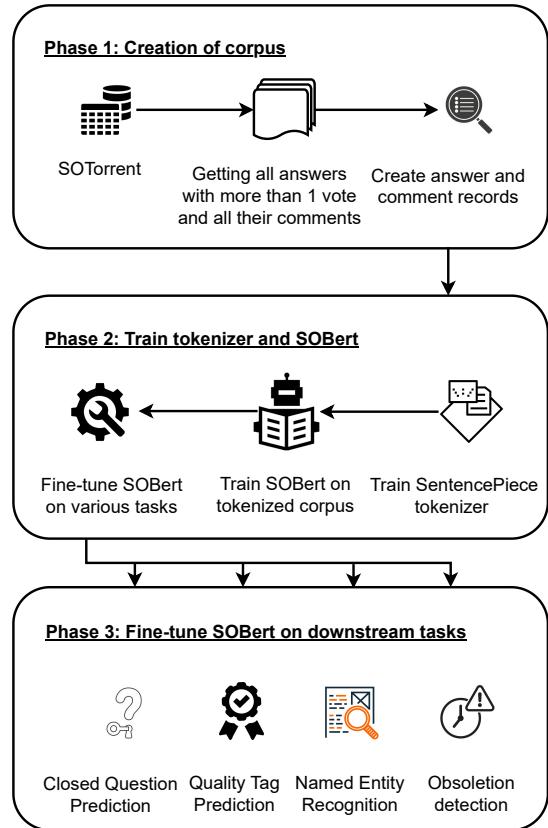 Phase 1: Creation of corpus
SOTorrent
Getting all answers
with more than 1 vote
and all their comments
Create answer and
comment records
Phase 2: Train tokenizer and SOBert
Fine-tune SOBert
on various tasks
Train SOBert on
tokenized corpus
Train SentencePiece
tokenizer
Phase 3: Fine-tune SOBert on downstream tasks
Closed Question
Prediction
Quality Tag
Prediction
Named Entity
Recognition
Obsoletion
detection